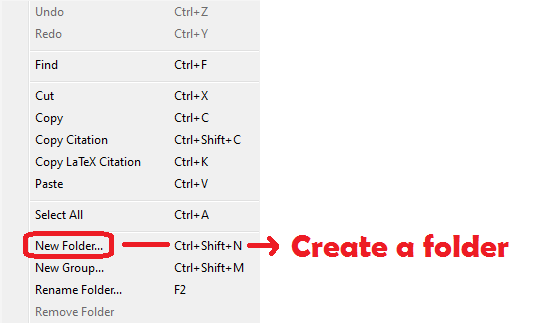 Undo Ctrl+Z
Redo Ctrl+Y
Find Ctrl+F
Cut Ctrl+X
Copy Ctrl+C
Copy Citation Ctrl+Shift+C
Copy LaTeX Citation Ctrl+K
Paste Ctrl+V
Select All Ctrl+A
New Folder... Ctrl+Shift+N Create a folder
New Group... Ctrl+Shift+M
Rename Folder... F2
Remove Folder